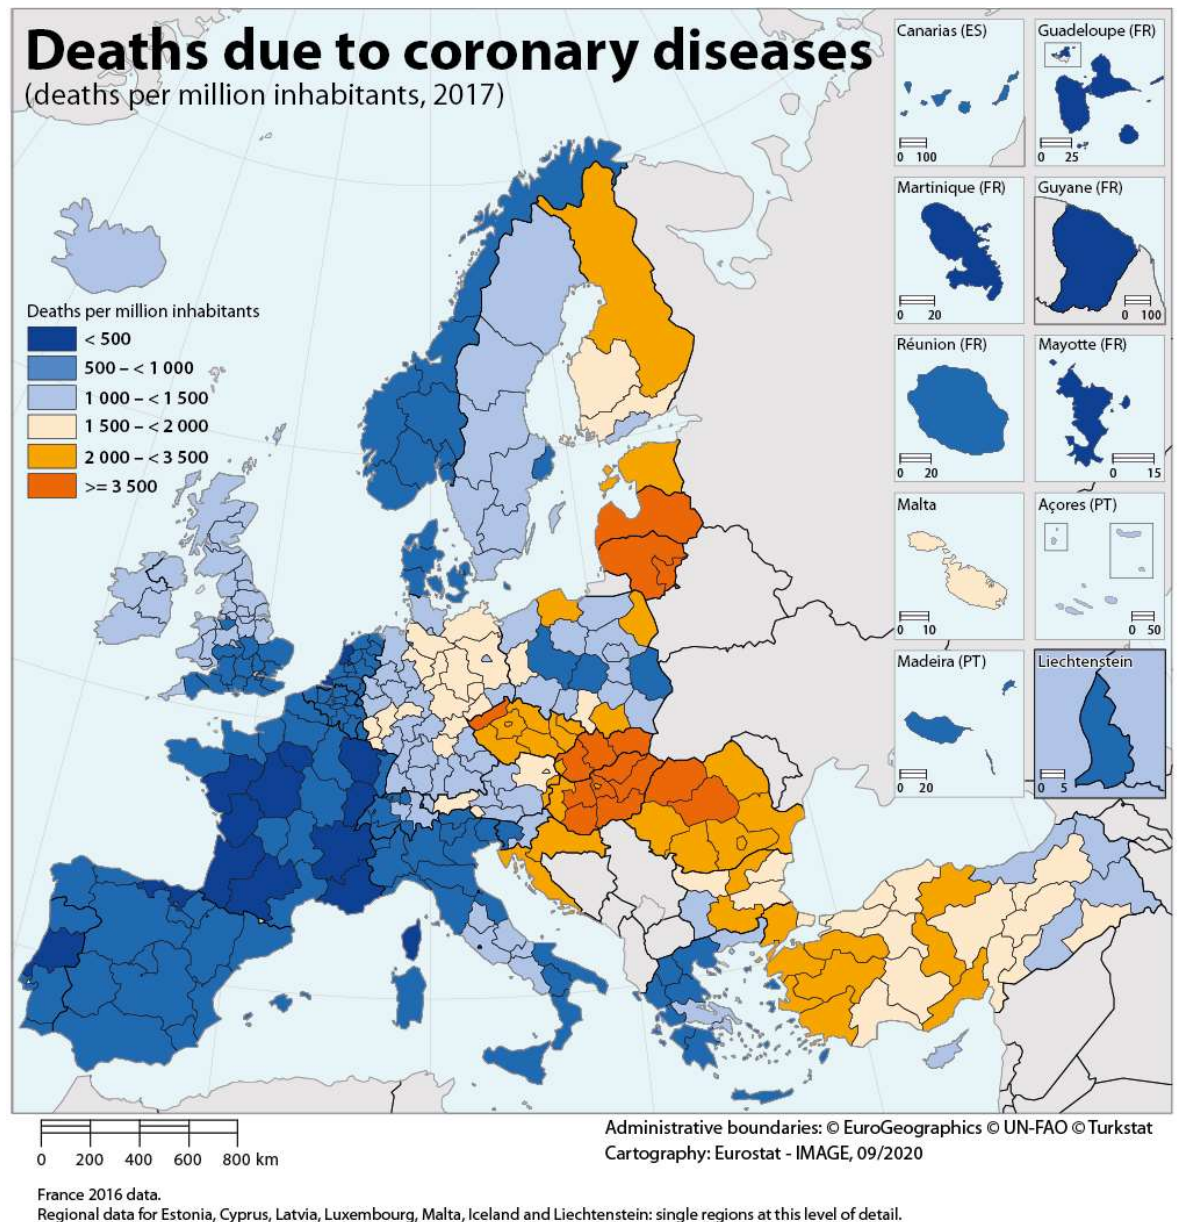 Deaths due to coronary diseases
(deaths per million inhabitants, 2017)
Canarias (ES)
0 100
Guadeloupe (FR)
0 25
Martinique (FR)
0 20
Guyane (FR)
0 100
Réunion (FR)
0 20
Mayotte (FR)
0 15
Malta
0 10
Açores (PT)
0 50
Madeira (PT)
0 20
Liechtenstein
0 5
Deaths per million inhabitants
< 500
500 – < 1 000
1 000 – < 1 500
1 500 – < 2 000
2 000 – < 3 500
>= 3 500
0 200 400 600 800 km
Administrative boundaries: © EuroGeographics © UN-FAO © Turkstat
Cartography: Eurostat - IMAGE, 09/2020
France 2016 data.
Regional data for Estonia, Cyprus, Latvia, Luxembourg, Malta, Iceland and Liechtenstein: single regions at this level of detail.